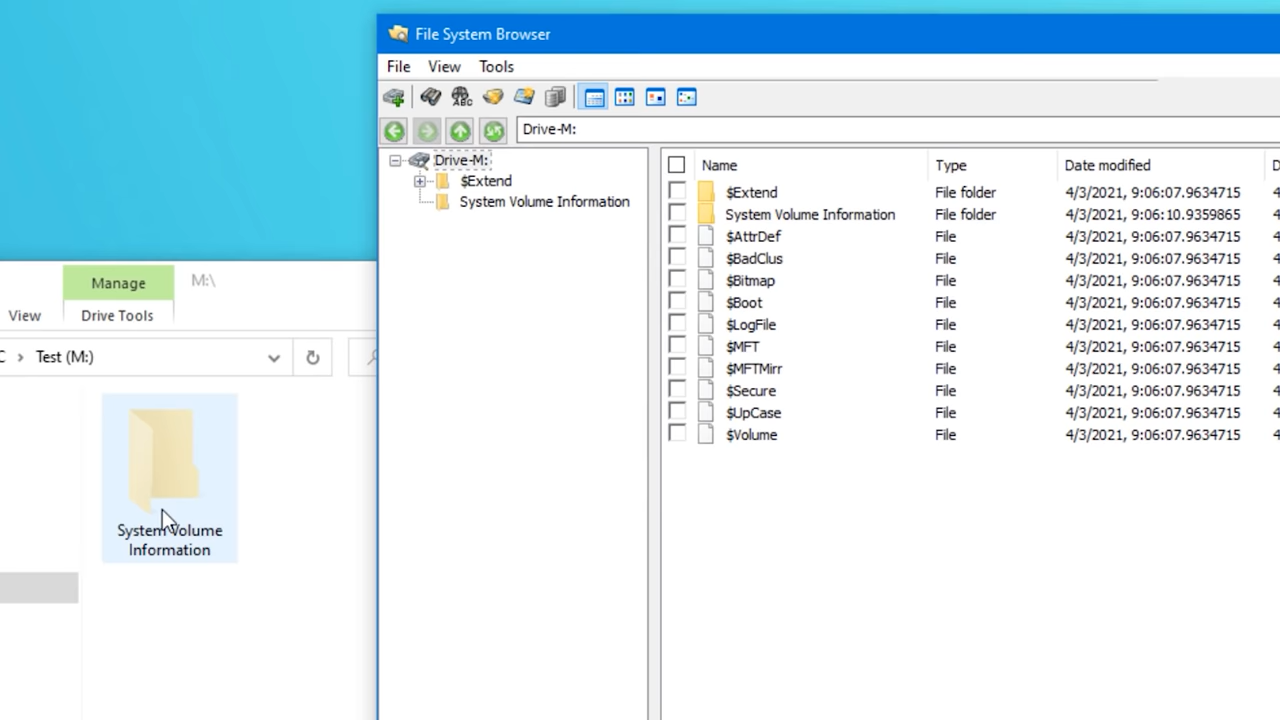 File System Browser
File View Tools
Drive-M:
Drive-M:
$Extend
System Volume Information
Name Type Date modified
$Extend File folder 4/3/2021, 9:06:07.9634715
System Volume Information File folder 4/3/2021, 9:06:10.9359865
$AttrDef File 4/3/2021, 9:06:07.9634715
$BadClus File 4/3/2021, 9:06:07.9634715
$Bitmap File 4/3/2021, 9:06:07.9634715
$Boot File 4/3/2021, 9:06:07.9634715
$LogFile File 4/3/2021, 9:06:07.9634715
$MFT File 4/3/2021, 9:06:07.9634715
$MFTMirr File 4/3/2021, 9:06:07.9634715
$Secure File 4/3/2021, 9:06:07.9634715
$UpCase File 4/3/2021, 9:06:07.9634715
$Volume File 4/3/2021, 9:06:07.9634715
Manage M:\
View Drive Tools
C > Test (M:)
System Volume
Information